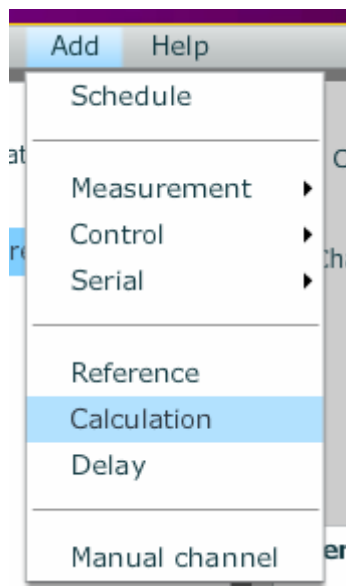 Add Help
Schedule
Measurement
Control
Serial
Reference
Calculation
Delay
Manual channel